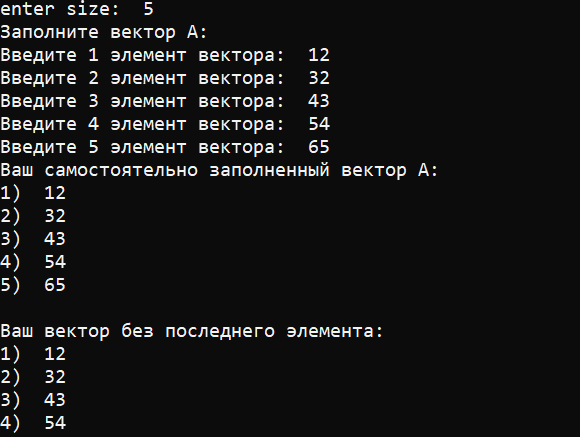 enter size:  5
Заполните вектор А:
Введите 1 элемент вектора:  12
Введите 2 элемент вектора:  32
Введите 3 элемент вектора:  43
Введите 4 элемент вектора:  54
Введите 5 элемент вектора:  65
Ваш самостоятельно заполненный вектор А:
1)  12
2)  32
3)  43
4)  54
5)  65
Ваш вектор без последнего элемента:
1)  12
2)  32
3)  43
4)  54